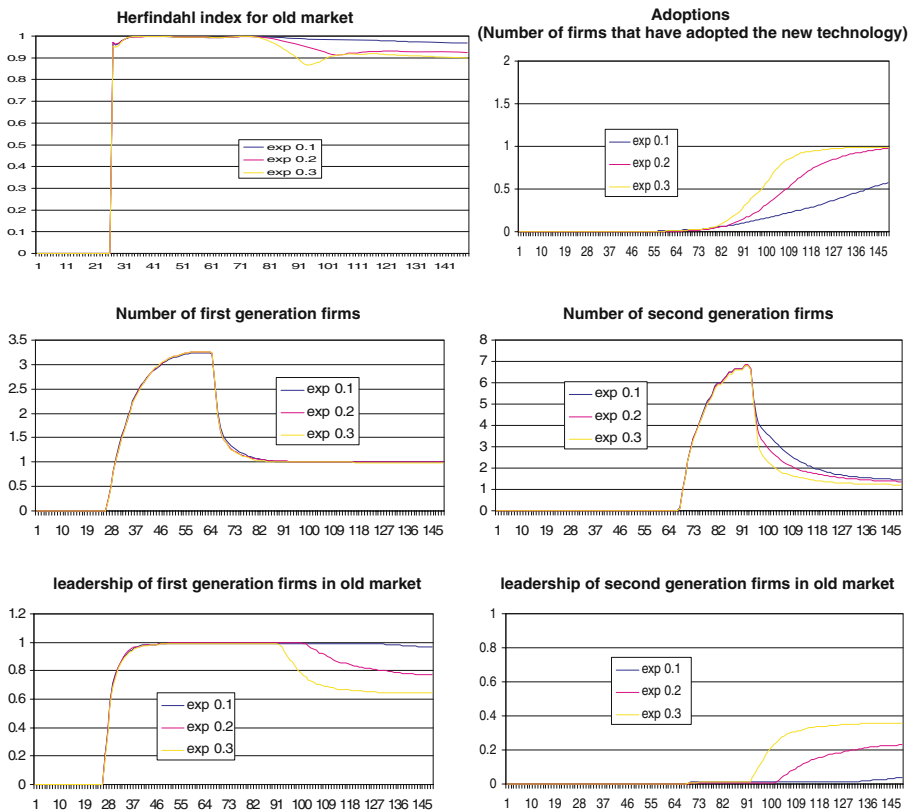 Herfindahl index for old market
1
0.9
0.8
0.7
0.6
0.5
0.4
0.3
0.2
0.1
0
exp 0.1
exp 0.2
exp 0.3
1 11 21 31 41 51 61 71 81 91 101 111 121 131 141
Adoptions
(Number of firms that have adopted the new technology)
2
1.5
1
0.5
0
exp 0.1
exp 0.2
exp 0.3
1 10 19 28 37 46 55 64 73 82 91 100 109 118 127 136 145
Number of first generation firms
3.5
3
2.5
2
1.5
1
0.5
0
exp 0.1
exp 0.2
exp 0.3
1 10 19 28 37 46 55 64 73 82 91 100 109 118 127 136 145
Number of second generation firms
8
7
6
5
4
3
2
1
0
exp 0.1
exp 0.2
exp 0.3
1 10 19 28 37 46 55 64 73 82 91 100 109 118 127 136 145
leadership of first generation firms in old market
1.2
1
0.8
0.6
0.4
0.2
0
exp 0.1
exp 0.2
exp 0.3
1 10 19 28 37 46 55 64 73 82 91 100 109 118 127 136 145
leadership of second generation firms in old market
1
0.8
0.6
0.4
0.2
0
exp 0.1
exp 0.2
exp 0.3
1 10 19 28 37 46 55 64 73 82 91 100 109 118 127 136 145